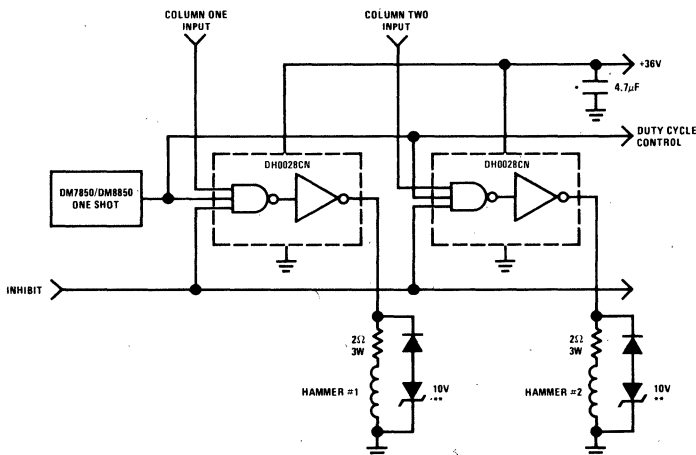 COLUMN ONE
INPUT
COLUMN TWO
INPUT
+36V
4.7µF
DUTY CYCLE
CONTROL
DH0028CN
DH0028CN
DM7850/DM8850
ONE SHOT
INHIBIT
2Ω
3W
HAMMER #1
10V
**
2Ω
3W
HAMMER #2
10V
**